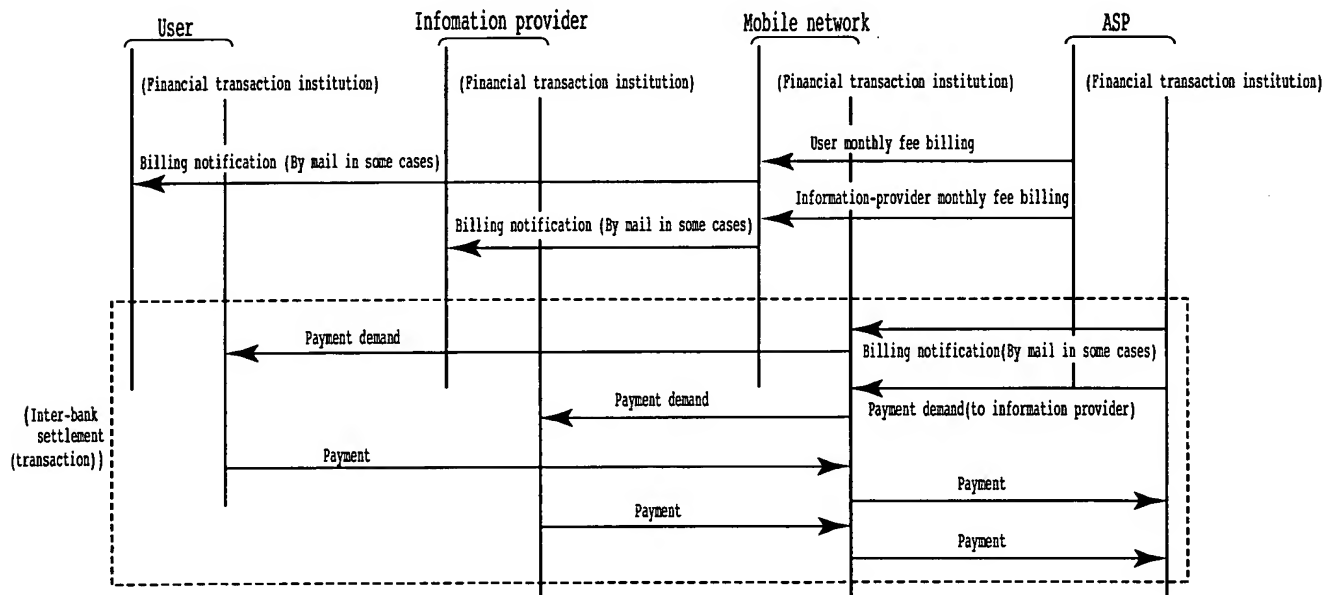 User
Infomation provider
Mobile network
ASP
(Financial transaction institution)
(Financial transaction institution)
(Financial transaction institution)
(Financial transaction institution)
User monthly fee billing
Billing notification (By mail in some cases)
Information-provider monthly fee billing
Billing notification (By mail in some cases)
Payment demand
Billing notification(By mail in some cases)
Payment demand
Payment demand(to information provider)
(Inter-bank
settlement
(transaction))
Payment
Payment
Payment
Payment